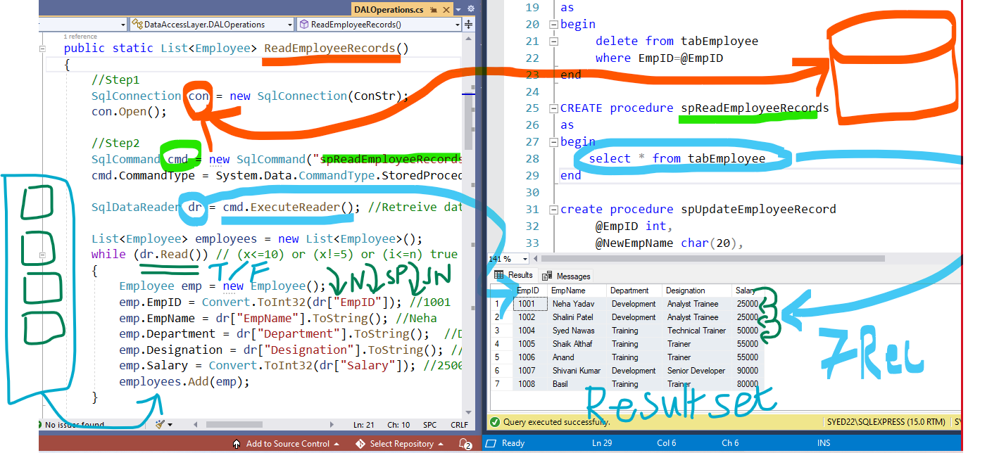 DALOperations.cs
DataAccessLayer.DALOperations
ReadEmployeeRecords()
1 reference
public static List<Employee> ReadEmployeeRecords()
{
//Step1
SqlConnection con = new SqlConnection(ConStr);
con.Open();
//Step2
SqlCommand cmd = new SqlCommand("spReadEmployeeRecords
cmd.CommandType = System.Data.CommandType.StoredProced
SqlDataReader dr = cmd.ExecuteReader(); //Retreive dat
List<Employee> employees = new List<Employee>();
while (dr.Read()) // (x<=10) or (x!=5) or (i<=n) true
{
T/F
N SP SN
Employee emp = new Employee();
emp.EmpID = Convert.ToInt32(dr["EmpID"]); //1001
emp.EmpName = dr["EmpName"].ToString(); //Neha
emp.Department = dr["Department"].ToString(); //D
emp.Designation = dr["Designation"].ToString(); //
emp.Salary = Convert.ToInt32(dr["Salary"]); //2500
employees.Add(emp);
}
No issues found
Ln: 21 Ch: 10 SPC CRLF
Add to Source Control
Select Repository
2
19 as
20 begin
21 delete from tabEmployee
22 where EmpID=@EmpID
23 end
24
25 CREATE procedure spReadEmployeeRecords
26 as
27 begin
28 select * from tabEmployee
29 end
30
31 create procedure spUpdateEmployeeRecord
32 @EmpID int,
33 @NewEmpName char(20),
141 %
Results Messages
EmpID EmpName Department Designation Salary
1 1001 Neha Yadav Development Analyst Trainee 25000
2 1002 Shalini Patel Development Analyst Trainee 25000
3 1004 Syed Nawas Training Technical Trainer 50000
4 1005 Shaik Althaf Training Trainer 55000
5 1006 Anand Training Trainer 55000
6 1007 Shivani Kumar Development Senior Developer 90000
7 1008 Basil Training Trainer 80000
7 Rec
Result set
Query executed successfully.
SYED22\SQLEXPRESS (15.0 RTM) SY
Ready Ln 29 Col 6 Ch 6 INS